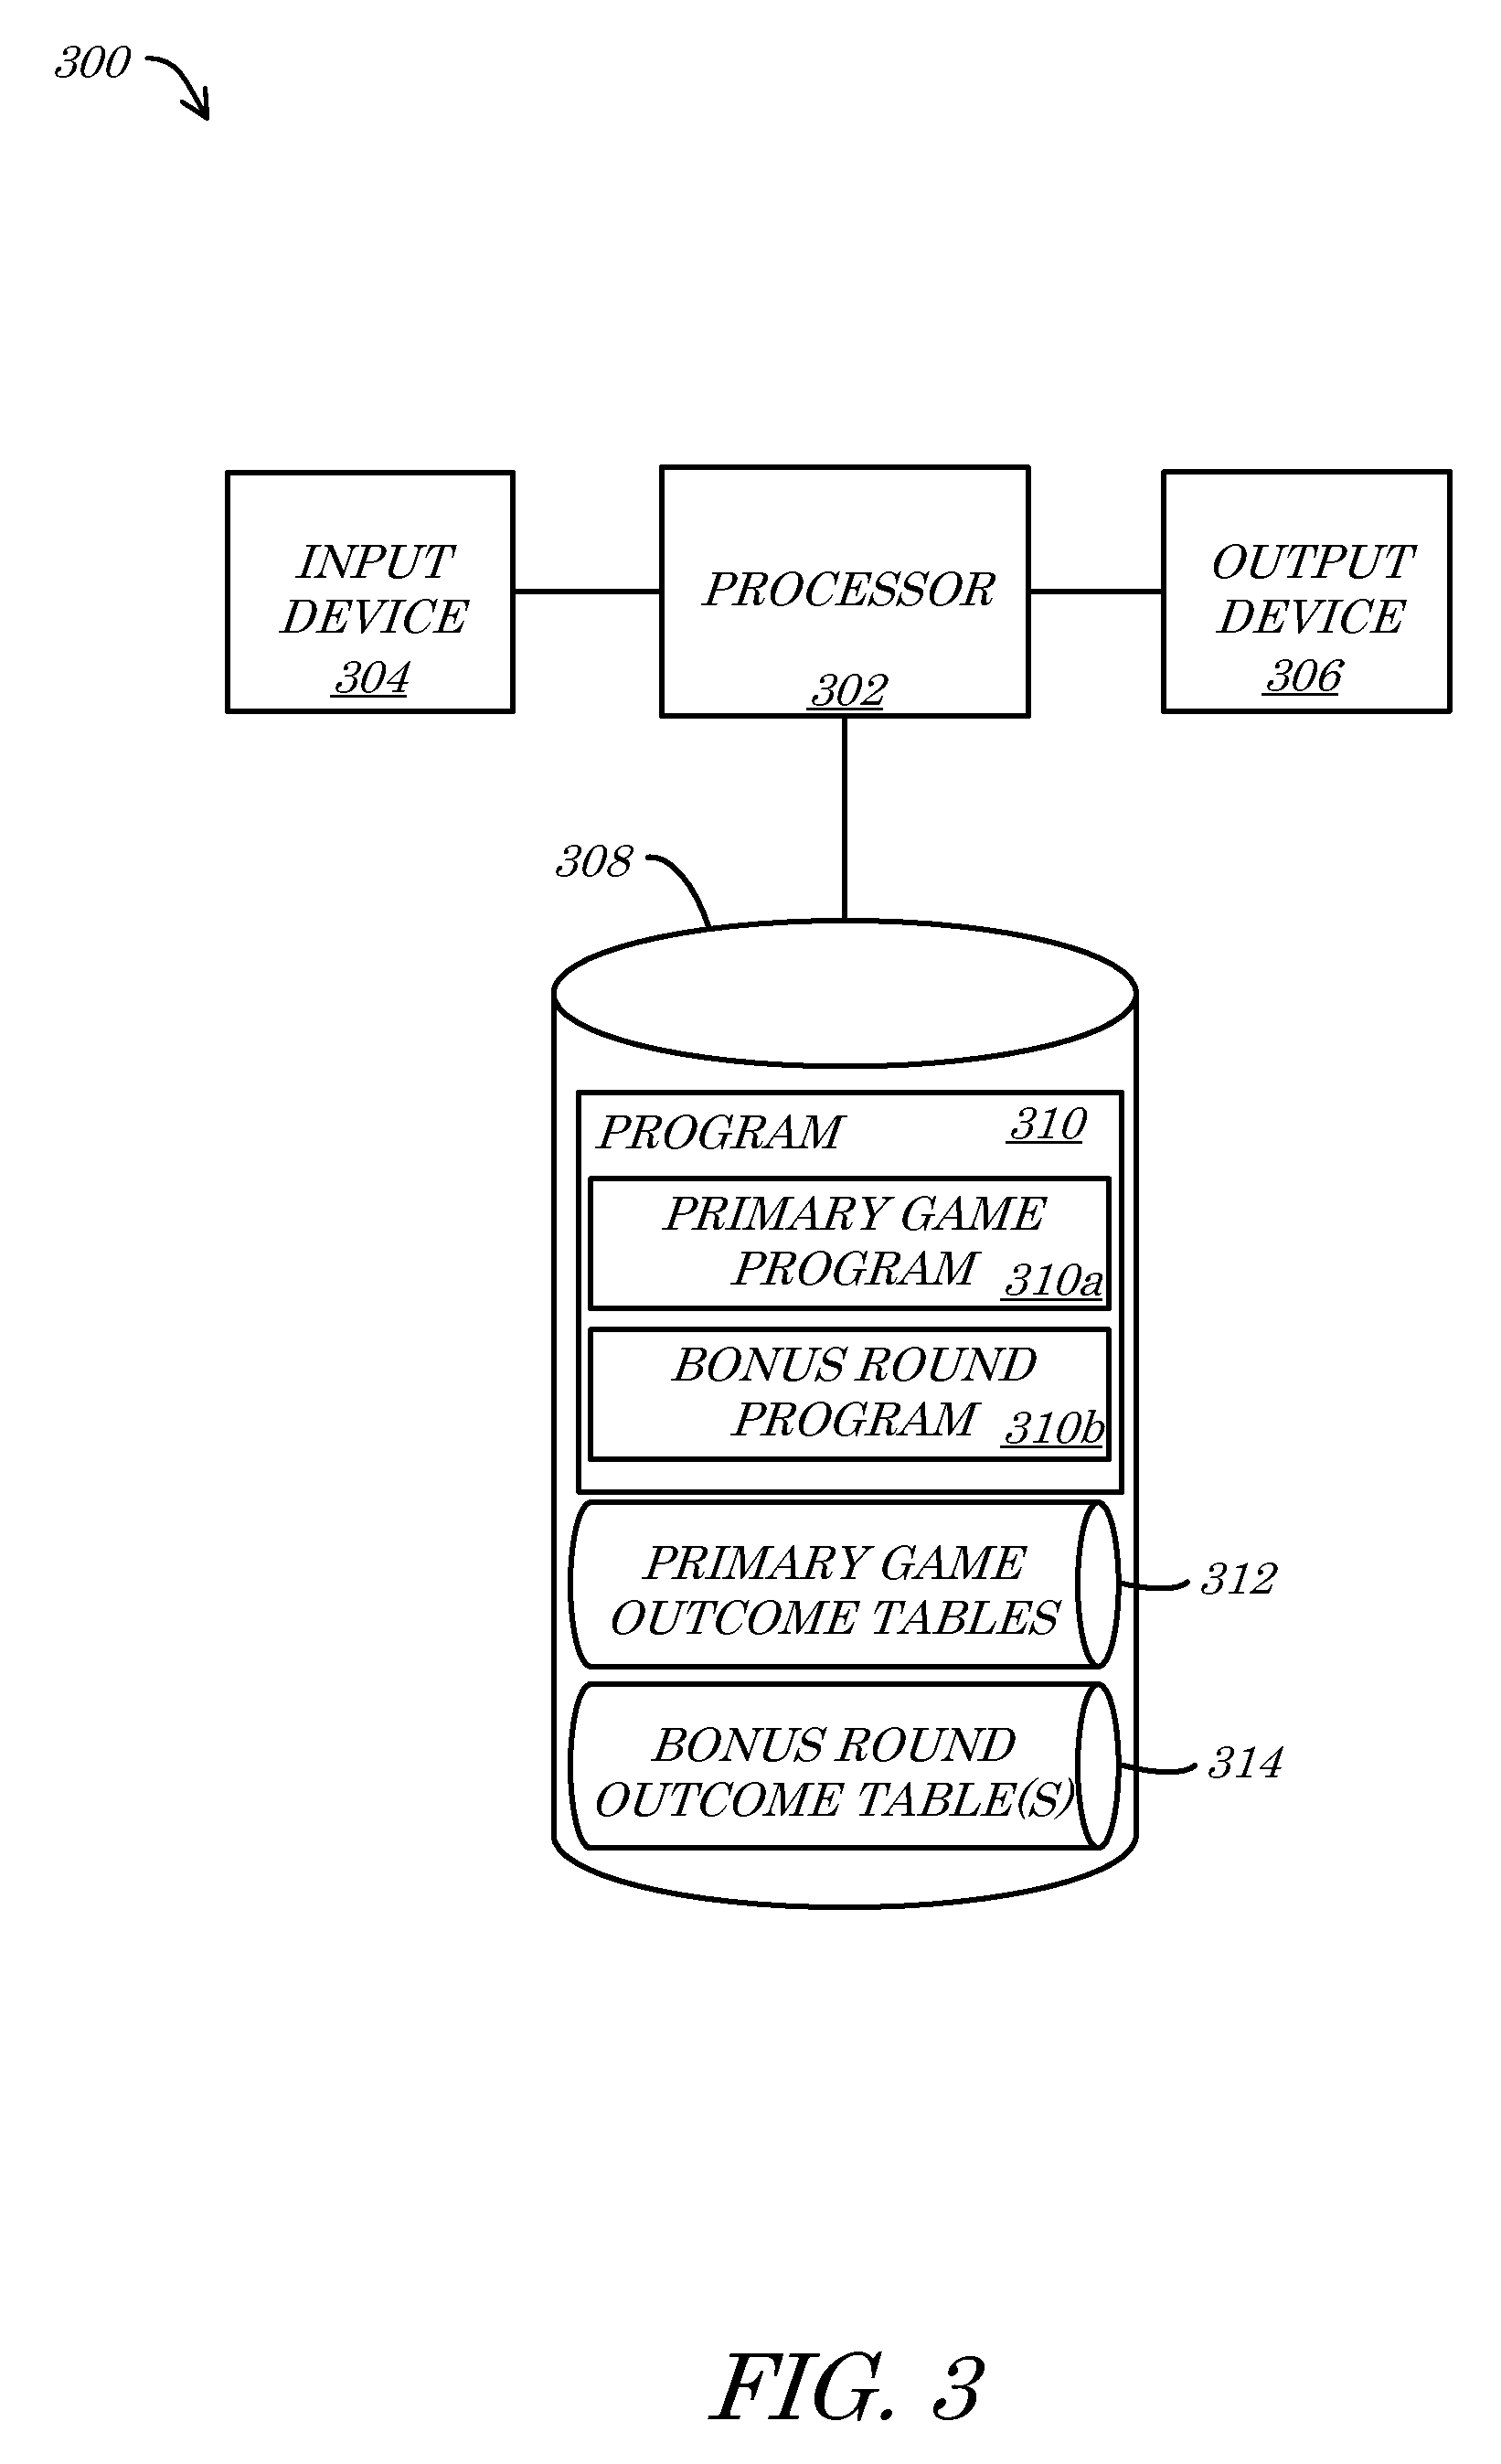 300
INPUT
DEVICE
304
PROCESSOR
302
OUTPUT
DEVICE
306
308
PROGRAM 310
PRIMARY GAME
PROGRAM 310a
BONUS ROUND
PROGRAM 310b
PRIMARY GAME
OUTCOME TABLES
312
BONUS ROUND
OUTCOME TABLE(S)
314
FIG. 3